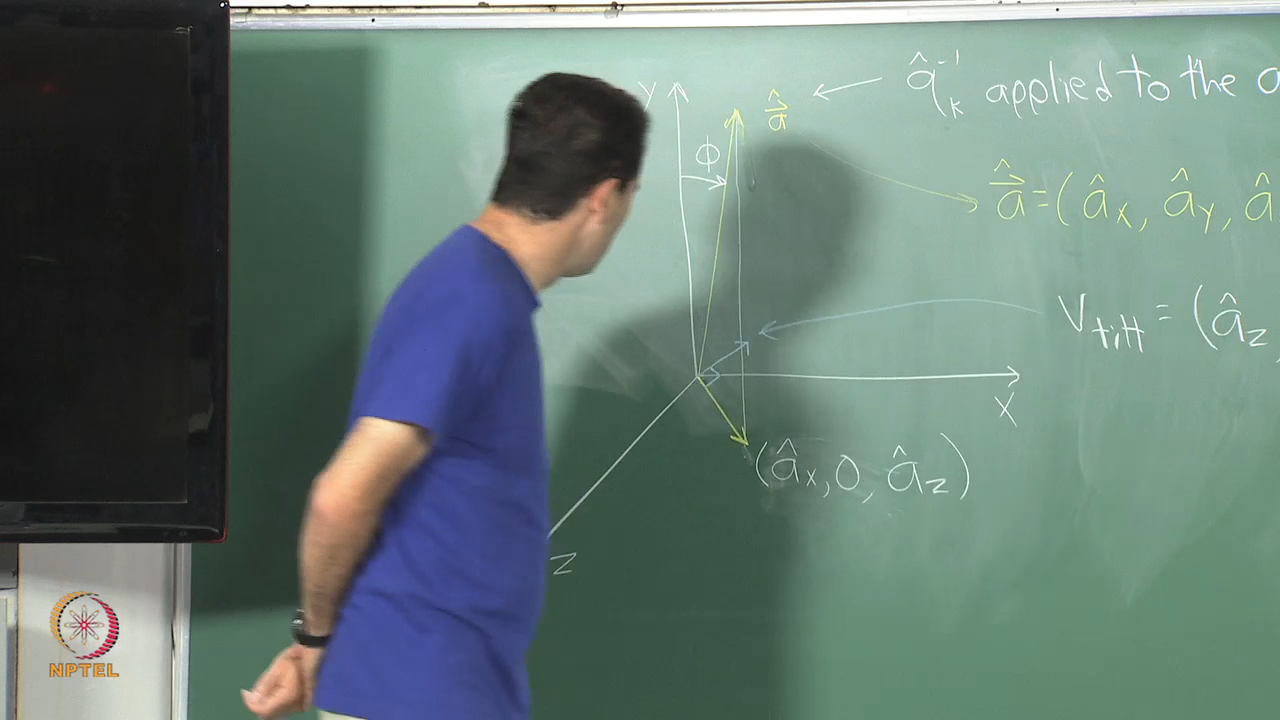 Y
â⃗ ← q̂ₖ⁻¹ applied to the
ϕ
â⃗ = (âₓ, âᵧ, â
V_tilt = (â_z,
X
(âₓ, 0, â_z)
Z
NPTEL